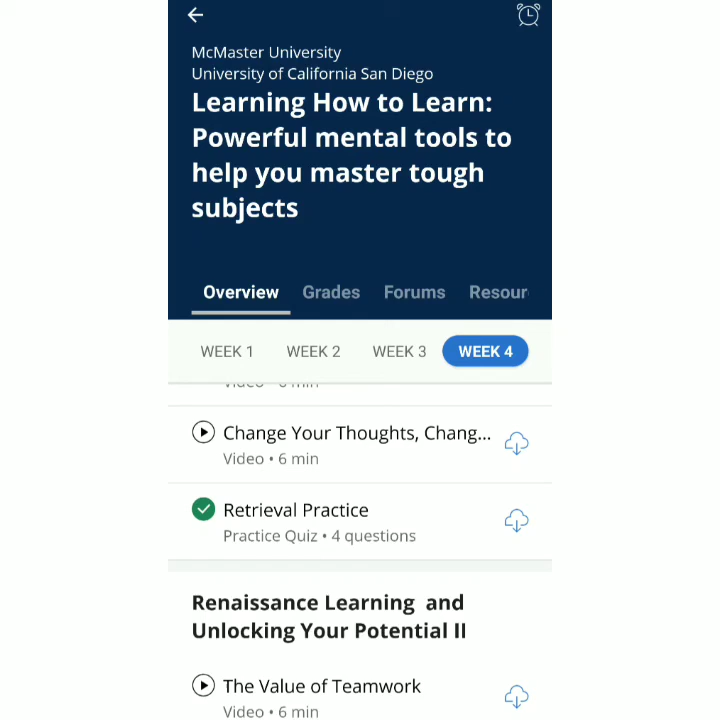 McMaster University
University of California San Diego
Learning How to Learn:
Powerful mental tools to
help you master tough
subjects
Overview Grades Forums Resour
WEEK 1 WEEK 2 WEEK 3 WEEK 4
Change Your Thoughts, Chang...
Video • 6 min
Retrieval Practice
Practice Quiz • 4 questions
Renaissance Learning and
Unlocking Your Potential II
The Value of Teamwork
Video • 6 min